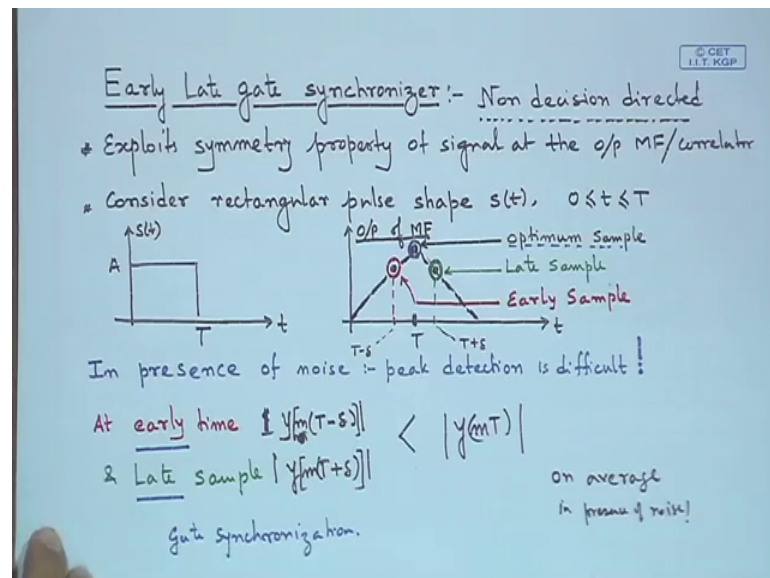 © CET
I.I.T. KGP
Early Late gate synchronizer:- Non decision directed
* Exploits symmetry property of signal at the o/p MF/correlator
* Consider rectangular pulse shape s(t), 0≤t≤T
s(t)
A
T
t
o/p of MF
optimum sample
Late sample
Early Sample
T-δ
T
T+δ
t
In presence of noise :- peak detection is difficult!
At early time |y[m(T-δ)]| < |y(mT)|
& Late sample |y[m(T+δ)]|
on average
in presence of noise!
gate synchronization.